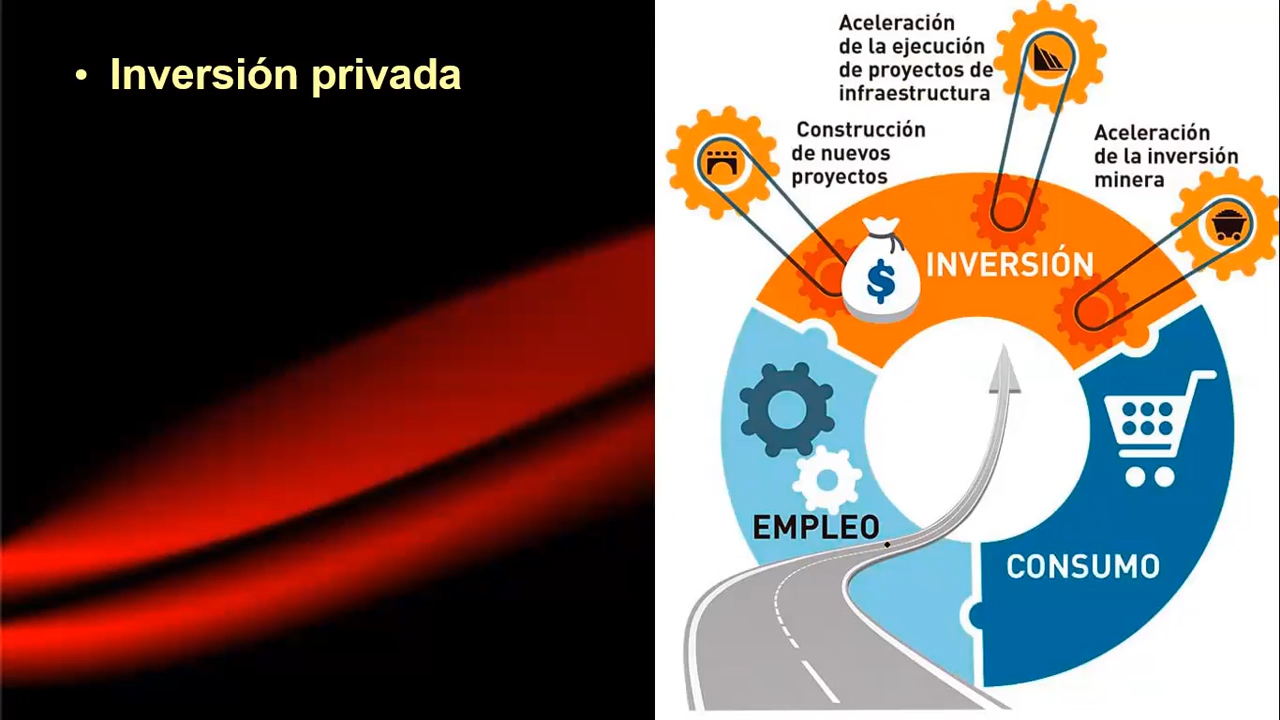 • Inversión privada
Aceleración
de la ejecución
de proyectos de
infraestructura
Construcción
de nuevos
proyectos
Aceleración
de la inversión
minera
$
INVERSIÓN
EMPLEO
CONSUMO